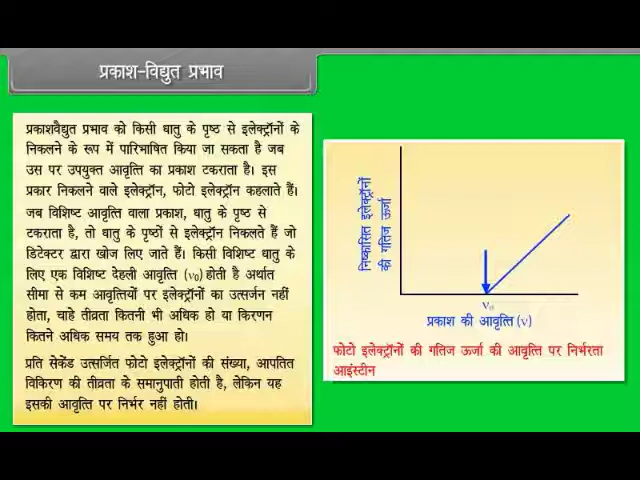 प्रकाश-विद्युत प्रभाव
प्रकाशवैद्युत प्रभाव को किसी धातु के पृष्ठ से इलेक्ट्रॉनों के
निकलने के रूप में पारिभाषित किया जा सकता है जब
उस पर उपयुक्त आवृत्ति का प्रकाश टकराता है। इस
प्रकार निकलने वाले इलेक्ट्रॉन, फोटो इलेक्ट्रॉन कहलाते हैं।
जब विशिष्ट आवृत्ति वाला प्रकाश, धातु के पृष्ठ से
टकराता है, तो धातु के पृष्ठों से इलेक्ट्रॉन निकलते हैं जो
डिटेक्टर द्वारा खोज लिए जाते हैं। किसी विशिष्ट धातु के
लिए एक विशिष्ट देहली आवृत्ति (ν₀) होती है अर्थात
सीमा से कम आवृत्तियों पर इलेक्ट्रॉनों का उत्सर्जन नहीं
होता, चाहे तीव्रता कितनी भी अधिक हो या किरणन
कितने अधिक समय तक हुआ हो।
प्रति सेकेंड उत्सर्जित फोटो इलेक्ट्रॉनों की संख्या, आपतित
विकिरण की तीव्रता के समानुपाती होती है, लेकिन यह
इसकी आवृत्ति पर निर्भर नहीं होती।
निष्कासित इलेक्ट्रॉनों
की गतिज ऊर्जा
ν₀
प्रकाश की आवृत्ति (ν)
फोटो इलेक्ट्रॉनों की गतिज ऊर्जा की आवृत्ति पर निर्भरता
आइंस्टीन